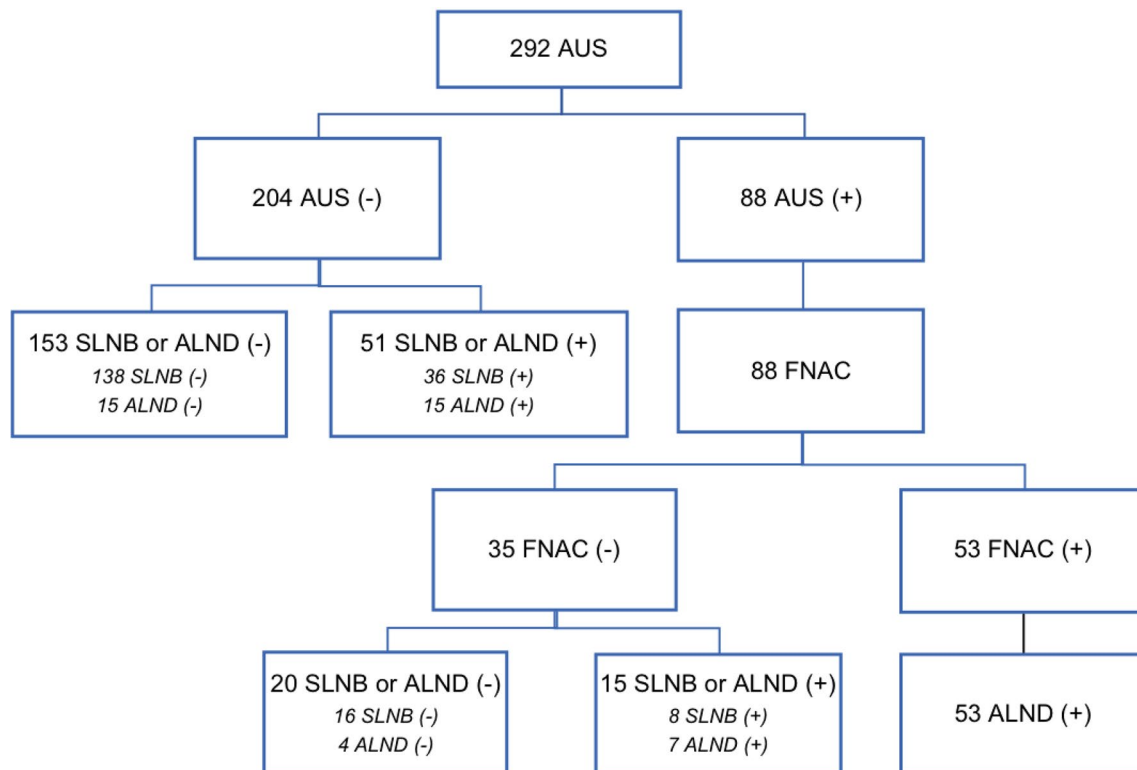 292 AUS
204 AUS (-)
88 AUS (+)
153 SLNB or ALND (-)
138 SLNB (-)
15 ALND (-)
51 SLNB or ALND (+)
36 SLNB (+)
15 ALND (+)
88 FNAC
35 FNAC (-)
53 FNAC (+)
20 SLNB or ALND (-)
16 SLNB (-)
4 ALND (-)
15 SLNB or ALND (+)
8 SLNB (+)
7 ALND (+)
53 ALND (+)